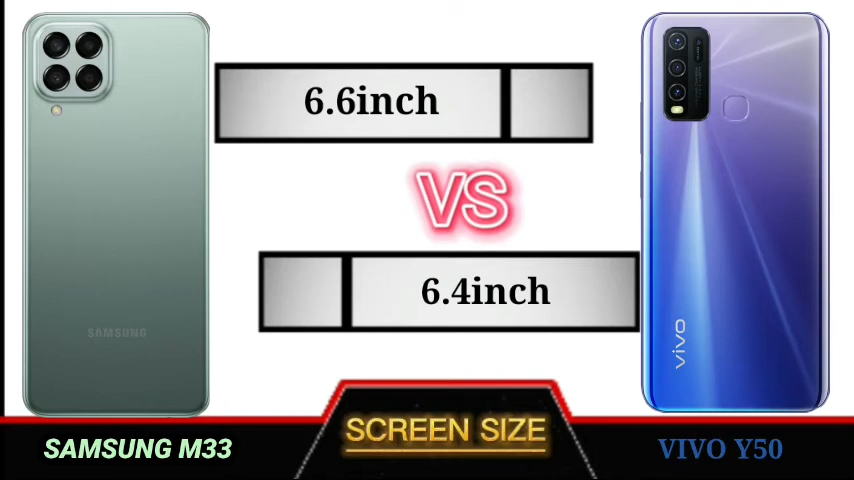 6.6inch
VS
6.4inch
SAMSUNG
vivo
SCREEN SIZE
SAMSUNG M33
VIVO Y50